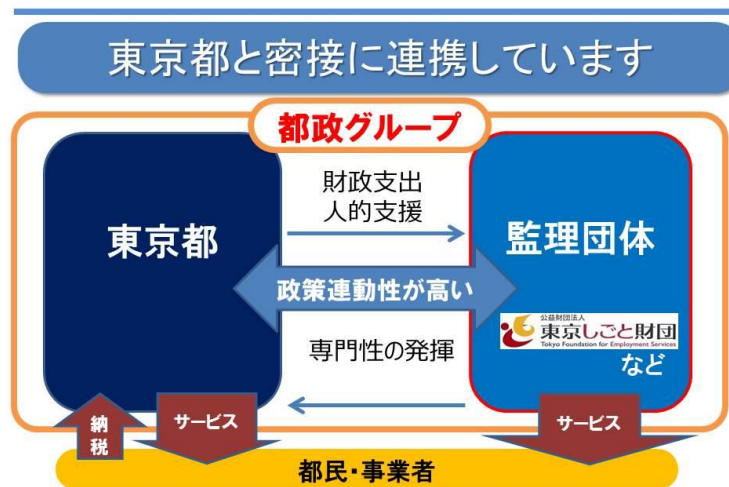 東京都と密接に連携しています
都政グループ
東京都
財政支出
人的支援
監理団体
政策連動性が高い
公益財団法人
東京しごと財団
Tokyo Foundation for Employment Services
など
専門性の発揮
納税
サービス
サービス
都民・事業者